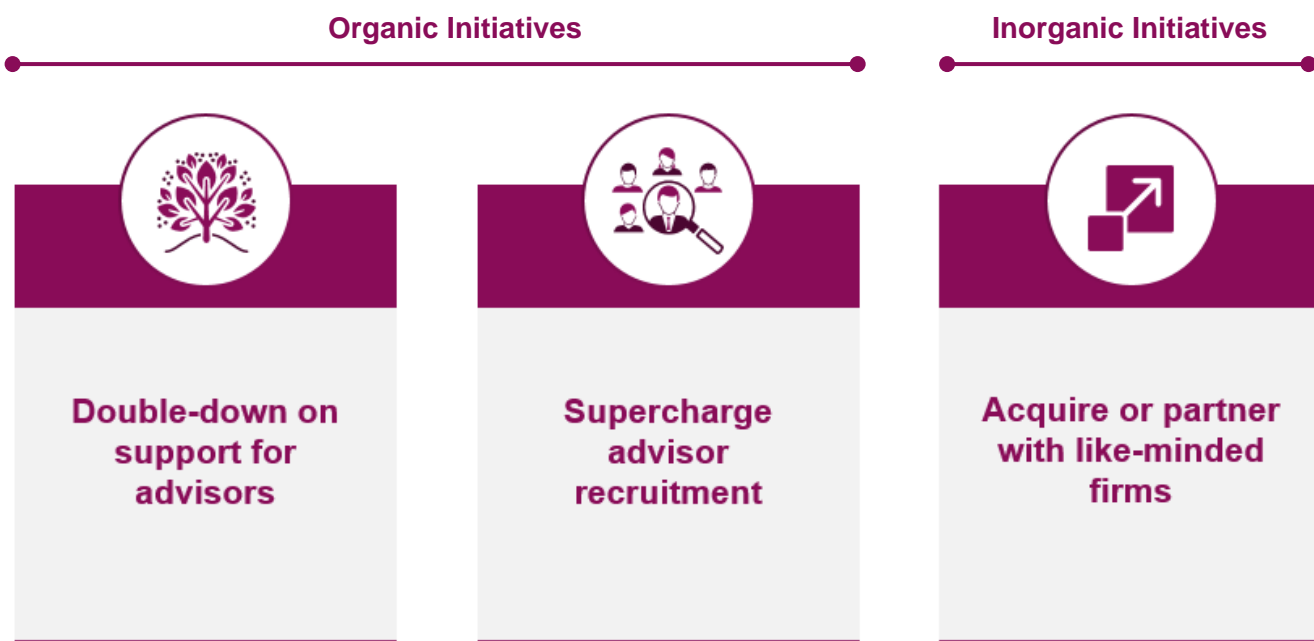 Organic Initiatives
Inorganic Initiatives
Double-down on
support for
advisors
Supercharge
advisor
recruitment
Acquire or partner
with like-minded
firms